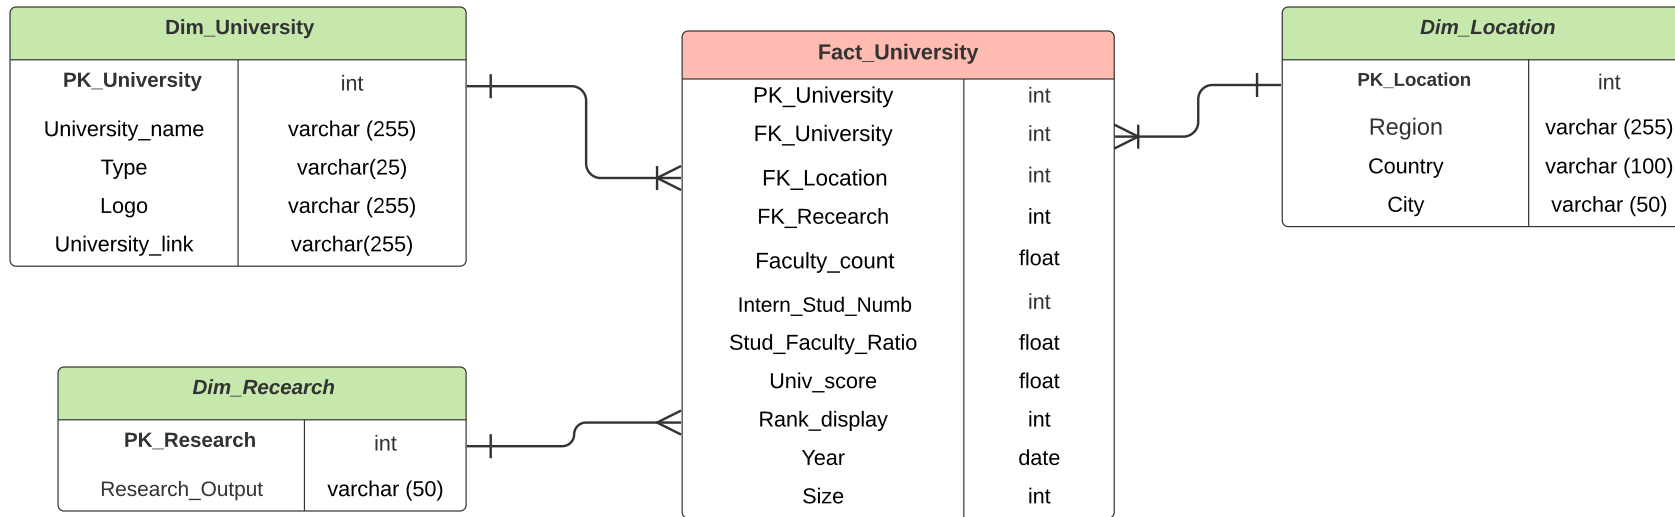 Dim_University
PK_University int
University_name varchar (255)
Type varchar(25)
Logo varchar (255)
University_link varchar(255)
Dim_Recearch
PK_Research int
Research_Output varchar (50)
Fact_University
PK_University int
FK_University int
FK_Location int
FK_Recearch int
Faculty_count float
Intern_Stud_Numb int
Stud_Faculty_Ratio float
Univ_score float
Rank_display int
Year date
Size int
Dim_Location
PK_Location int
Region varchar (255)
Country varchar (100)
City varchar (50)